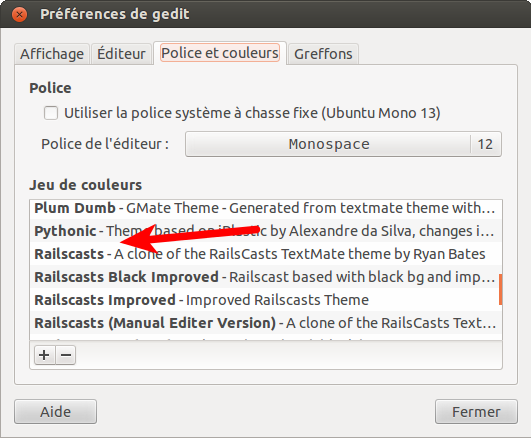 Préférences de gedit
Affichage Éditeur Police et couleurs Greffons
Police
Utiliser la police système à chasse fixe (Ubuntu Mono 13)
Police de l'éditeur : Monospace 12
Jeu de couleurs
Plum Dumb - GMate Theme - Generated from textmate theme with…
Pythonic - Theme based on iPlastic by Alexandre da Silva, changes i…
Railscasts - A clone of the RailsCasts TextMate theme by Ryan Bates
Railscasts Black Improved - Railscast based with black bg and imp…
Railscasts Improved - Improved Railscasts Theme
Railscasts (Manual Editer Version) - A clone of the RailsCasts Text…
Aide Fermer